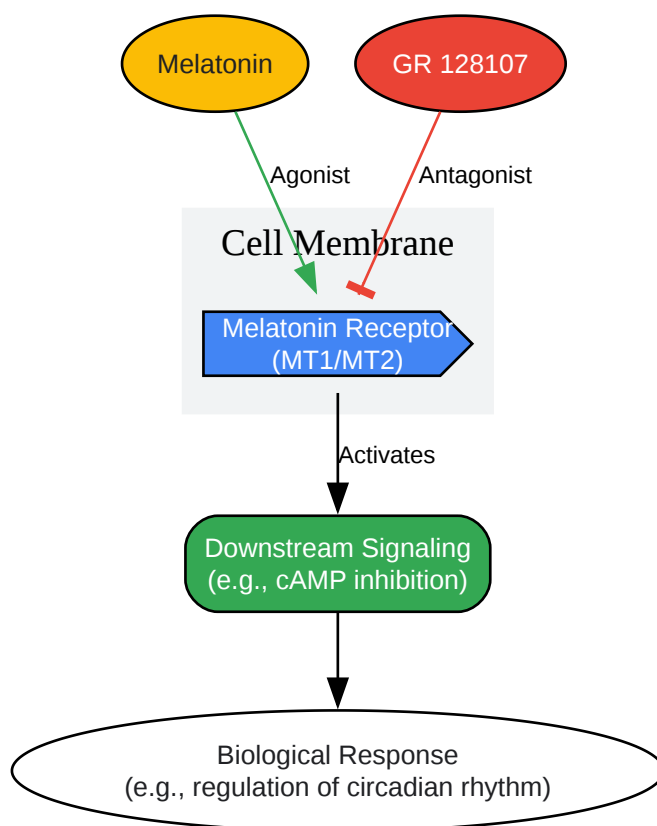 Melatonin
GR 128107
Agonist
Antagonist
Cell Membrane
Melatonin Receptor
(MT1/MT2)
Activates
Downstream Signaling
(e.g., cAMP inhibition)
Biological Response
(e.g., regulation of circadian rhythm)